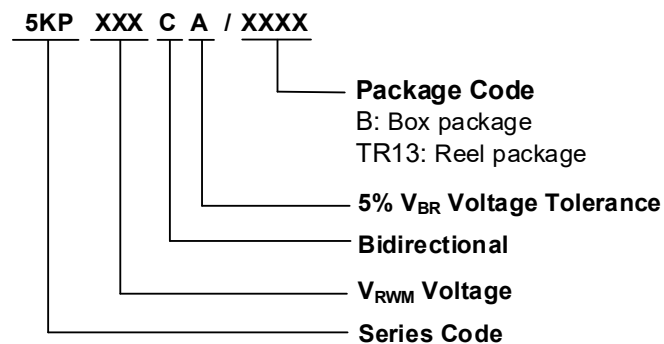 5KP XXX C A / XXXX
Package Code
B: Box package
TR13: Reel package
5% VBR Voltage Tolerance
Bidirectional
VRWM Voltage
Series Code